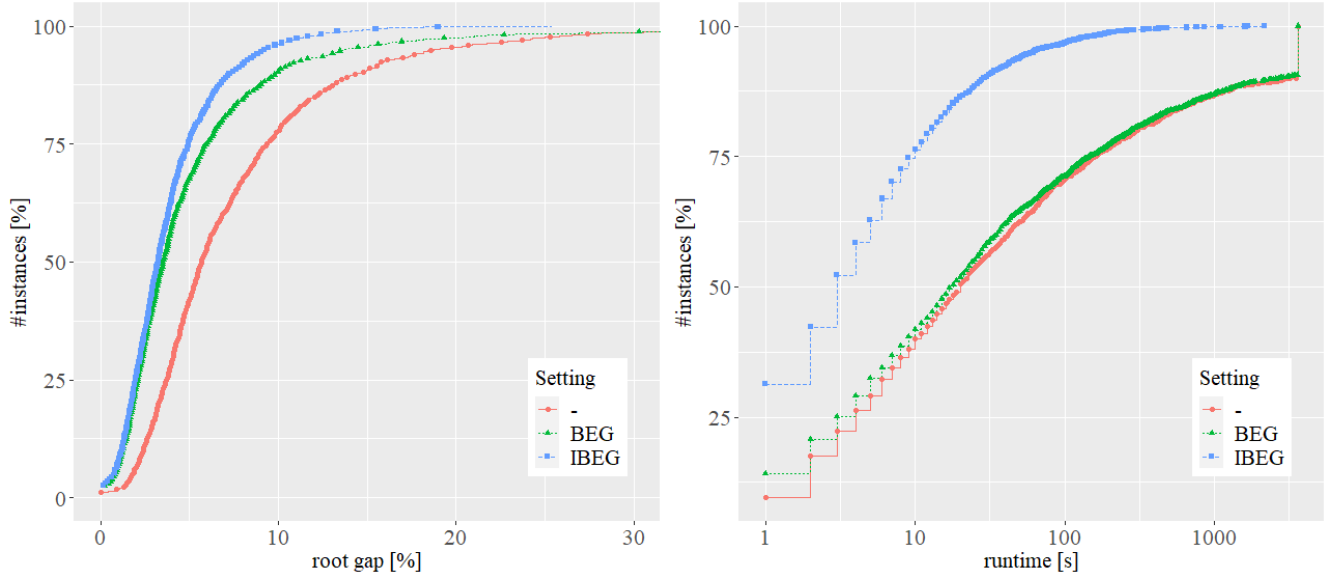 100
75
50
25
0
#instances [%]
0
10
20
30
root gap [%]
Setting
-
BEG
IBEG
100
75
50
25
#instances [%]
1
10
100
1000
runtime [s]
Setting
-
BEG
IBEG